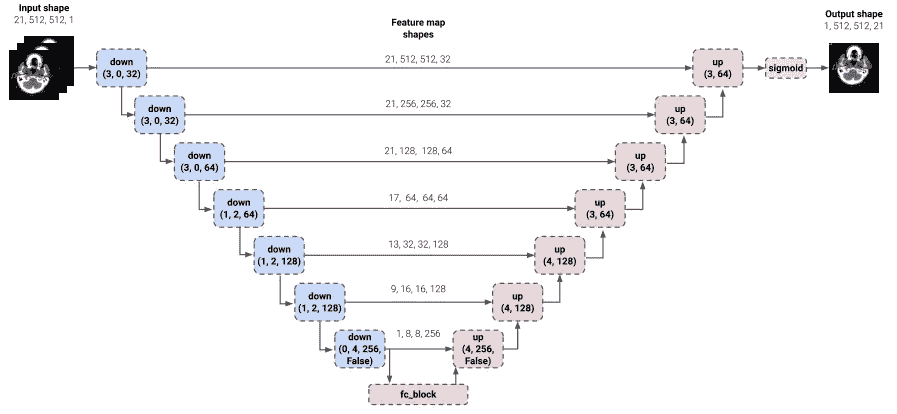 Input shape
21, 512, 512, 1
Feature map
shapes
Output shape
1, 512, 512, 21
down
(3, 0, 32)
21, 512, 512, 32
up
(3, 64)
sigmoid
down
(3, 0, 32)
21, 256, 256, 32
up
(3, 64)
down
(3, 0, 64)
21, 128, 128, 64
up
(3, 64)
down
(1, 2, 64)
17, 64, 64, 64
up
(3, 64)
down
(1, 2, 128)
13, 32, 32, 128
up
(4, 128)
down
(1, 2, 128)
9, 16, 16, 128
up
(4, 128)
down
(0, 4, 256,
False)
1, 8, 8, 256
up
(4, 256,
False)
fc_block